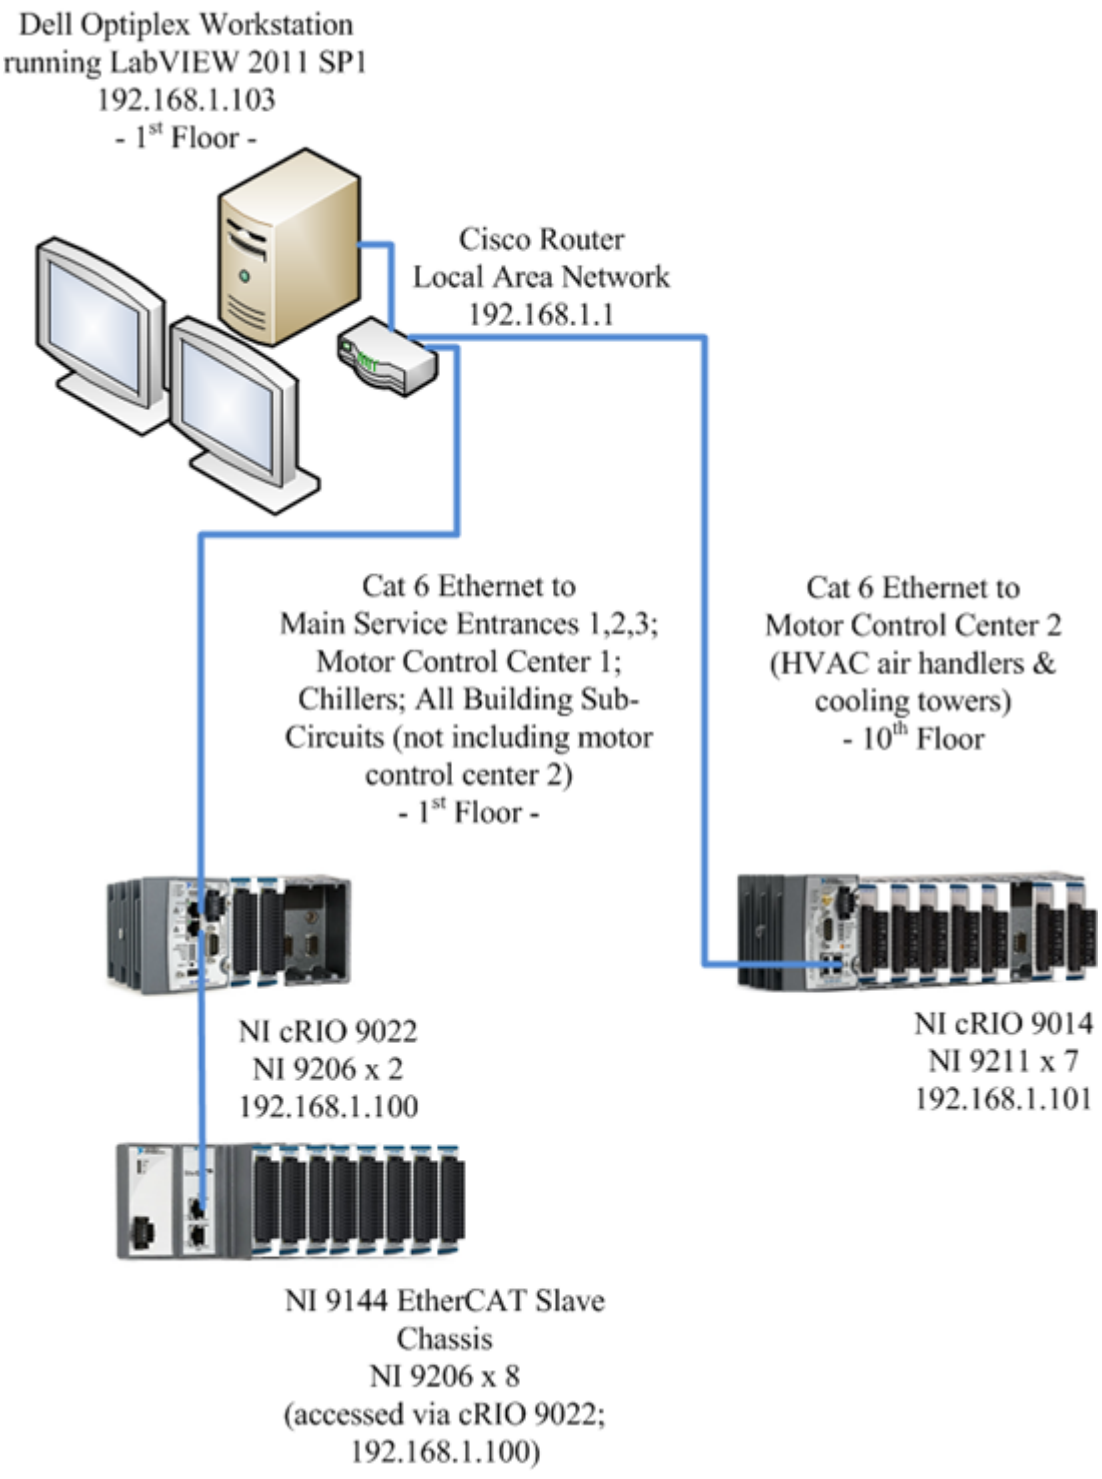 Dell Optiplex Workstation
running LabVIEW 2011 SP1
192.168.1.103
- 1st Floor -
Cisco Router
Local Area Network
192.168.1.1
Cat 6 Ethernet to
Main Service Entrances 1,2,3;
Motor Control Center 1;
Chillers; All Building Sub-
Circuits (not including motor
control center 2)
- 1st Floor -
Cat 6 Ethernet to
Motor Control Center 2
(HVAC air handlers &
cooling towers)
- 10th Floor
NI cRIO 9022
NI 9206 x 2
192.168.1.100
NI cRIO 9014
NI 9211 x 7
192.168.1.101
NI 9144 EtherCAT Slave
Chassis
NI 9206 x 8
(accessed via cRIO 9022;
192.168.1.100)